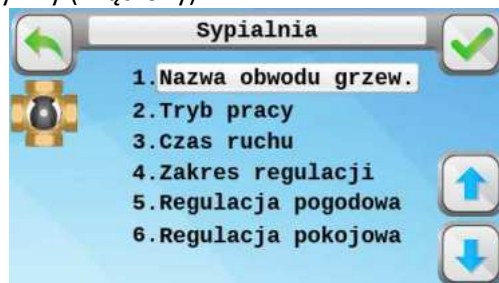 Sypialnia
1.Nazwa obwodu grzew.
2.Tryb pracy
3.Czas ruchu
4.Zakres regulacji
5.Regulacja pogodowa
6.Regulacja pokojowa